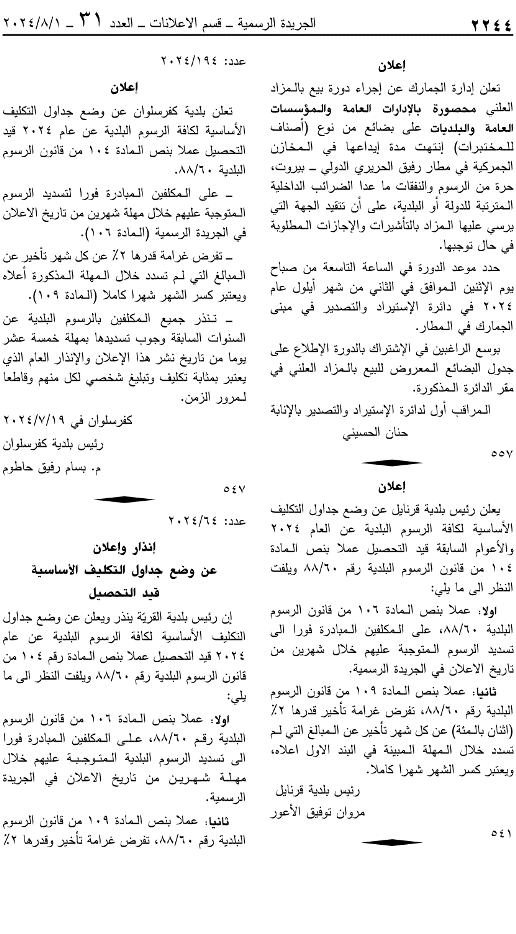 ٢٢٤٤
الجريدة الرسمية – قسم الاعلانات – العدد ٣١ – ٢٠٢٤/٨/١
إعلان
تعلن إدارة الجمارك عن إجراء دورة بيع بالمزاد
العلني محصورة بالإدارات العامة والمؤسسات
العامة والبلديات على بضائع من نوع (أصناف
للمختبرات) إنتهت مدة إيداعها في المخازن
الجمركية في مطار رفيق الحريري الدولي – بيروت،
حرة من الرسوم والنفقات ما عدا الضرائب الداخلية
المترتبة للدولة أو البلدية، على أن تتقيد الجهة التي
يرسي عليها المزاد بالتأشيرات والإجازات المطلوبة
في حال توجبها.
حدد موعد الدورة في الساعة التاسعة من صباح
يوم الإثنين الموافق في الثاني من شهر أيلول عام
٢٠٢٤ في دائرة الإستيراد والتصدير في مبنى
الجمارك في المطار.
بوسع الراغبين في الإشتراك بالدورة الإطلاع على
جدول البضائع المعروض للبيع بالمزاد العلني في
مقر الدائرة المذكورة.
المراقب أول لدائرة الإستيراد والتصدير بالإنابة
حنان الحسيني
٥٥٧
إعلان
يعلن رئيس بلدية قرنايل عن وضع جداول التكليف
الأساسية لكافة الرسوم البلدية عن العام ٢٠٢٤
والأعوام السابقة قيد التحصيل عملا بنص المادة
١٠٤ من قانون الرسوم البلدية رقم ٨٨/٦٠ ويلفت
النظر الى ما يلي:
اولا: عملا بنص المادة ١٠٦ من قانون الرسوم
البلدية ٨٨/٦٠، على المكلفين المبادرة فورا الى
تسديد الرسوم المتوجبة عليهم خلال شهرين من
تاريخ الاعلان في الجريدة الرسمية.
ثانيا: عملا بنص المادة ١٠٩ من قانون الرسوم
البلدية رقم ٨٨/٦٠، تفرض غرامة تأخير قدرها ٢٪
(اثنان بالمئة) عن كل شهر تأخير عن المبالغ التي لم
تسدد خلال المهلة المبينة في البند الاول اعلاه،
ويعتبر كسر الشهر شهرا كاملا.
رئيس بلدية قرنايل
مروان توفيق الأعور
٥٤١
عدد: ٢٠٢٤/١٩٤
إعلان
تعلن بلدية كفرسلوان عن وضع جداول التكليف
الأساسية لكافة الرسوم البلدية عن عام ٢٠٢٤ قيد
التحصيل عملا بنص المادة ١٠٤ من قانون الرسوم
البلدية ٨٨/٦٠.
– على المكلفين المبادرة فورا لتسديد الرسوم
المتوجبة عليهم خلال مهلة شهرين من تاريخ الاعلان
في الجريدة الرسمية (المادة ١٠٦).
– تفرض غرامة قدرها ٢٪ عن كل شهر تأخير عن
المبالغ التي لم تسدد خلال المهلة المذكورة أعلاه
ويعتبر كسر الشهر شهرا كاملا (المادة ١٠٩).
– تنذر جميع المكلفين بالرسوم البلدية عن
السنوات السابقة وجوب تسديدها بمهلة خمسة عشر
يوما من تاريخ نشر هذا الإعلان والإنذار العام الذي
يعتبر بمثابة تكليف وتبليغ شخصي لكل منهم وقاطعا
لمرور الزمن.
كفرسلوان في ٢٠٢٤/٧/١٩
رئيس بلدية كفرسلوان
م. بسام رفيق حاطوم
٥٤٧
عدد: ٢٠٢٤/٦٤
إنذار وإعلان
عن وضع جداول التكليف الأساسية
قيد التحصيل
إن رئيس بلدية القريّة ينذر ويعلن عن وضع جداول
التكليف الأساسية لكافة الرسوم البلدية عن عام
٢٠٢٤ قيد التحصيل عملا بنص المادة رقم ١٠٤ من
قانون الرسوم البلدية رقم ٨٨/٦٠ ويلفت النظر الى ما
يلي:
اولا: عملا بنص المادة ١٠٦ من قانون الرسوم
البلدية رقم ٨٨/٦٠، على المكلفين المبادرة فورا
الى تسديد الرسوم البلدية المتوجبة عليهم خلال
مهلة شهرين من تاريخ الاعلان في الجريدة
الرسمية.
ثانيا: عملا بنص المادة ١٠٩ من قانون الرسوم
البلدية رقم ٨٨/٦٠، تفرض غرامة تأخير وقدرها ٢٪